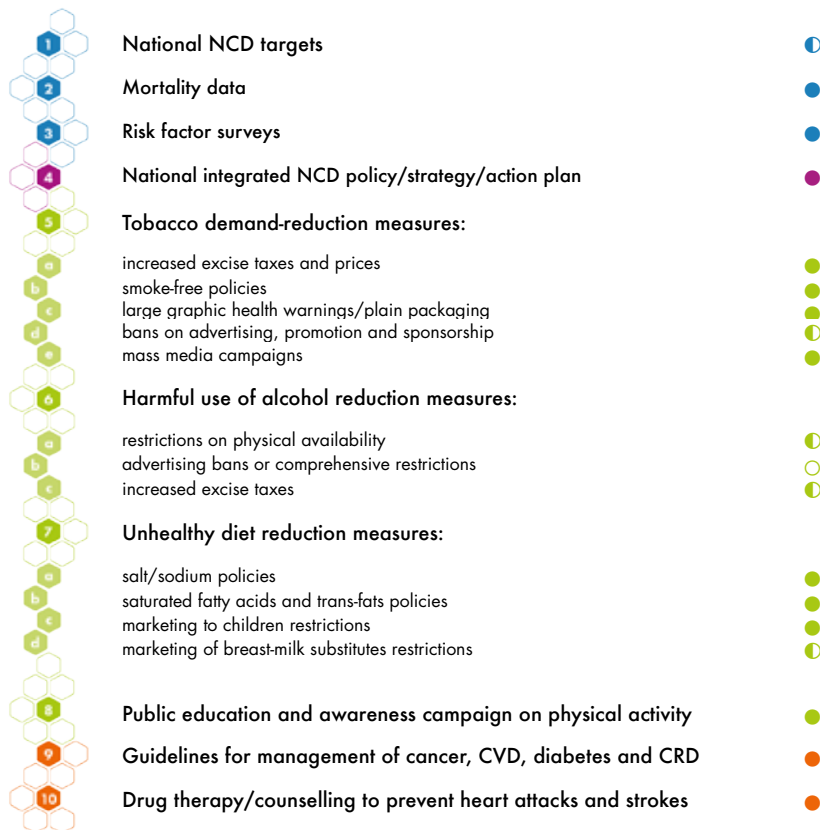 1 National NCD targets
2 Mortality data
3 Risk factor surveys
4 National integrated NCD policy/strategy/action plan
5 Tobacco demand-reduction measures:
a increased excise taxes and prices
b smoke-free policies
c large graphic health warnings/plain packaging
d bans on advertising, promotion and sponsorship
e mass media campaigns
6 Harmful use of alcohol reduction measures:
a restrictions on physical availability
b advertising bans or comprehensive restrictions
c increased excise taxes
7 Unhealthy diet reduction measures:
a salt/sodium policies
b saturated fatty acids and trans-fats policies
c marketing to children restrictions
d marketing of breast-milk substitutes restrictions
8 Public education and awareness campaign on physical activity
9 Guidelines for management of cancer, CVD, diabetes and CRD
10 Drug therapy/counselling to prevent heart attacks and strokes